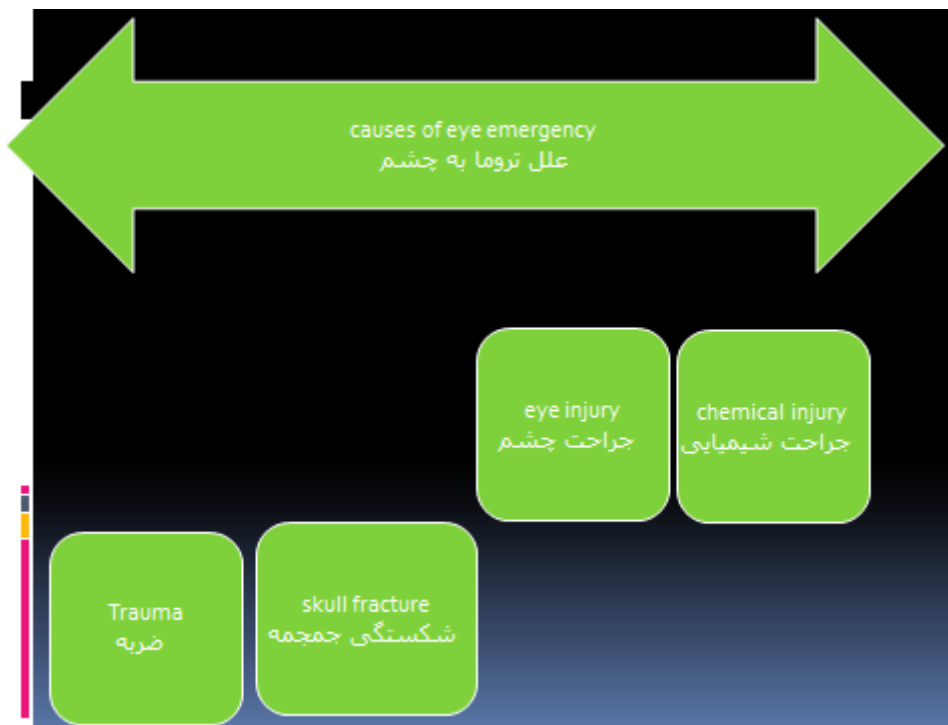 causes of eye emergency
علل تروما به چشم
eye injury
جراحت چشم
chemical injury
جراحت شیمیایی
Trauma
ضربه
skull fracture
شکستگی جمجمه